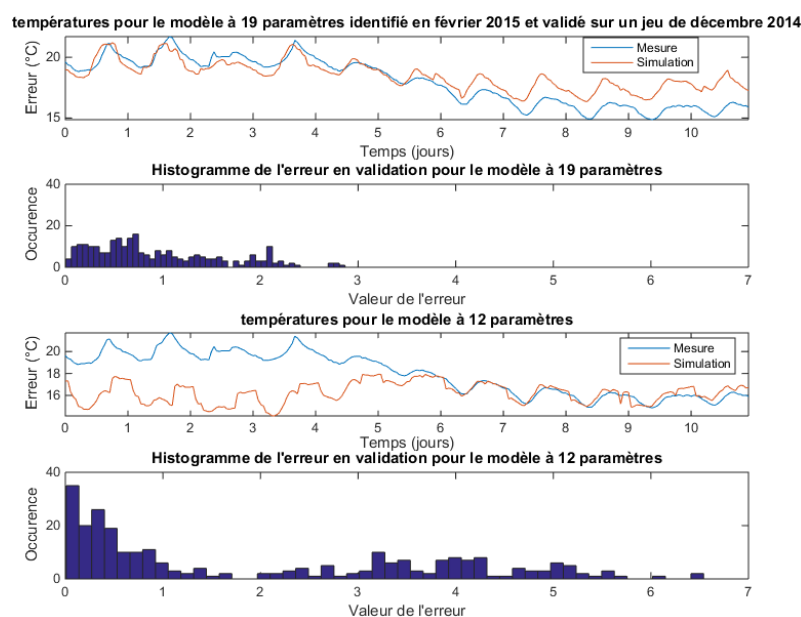 températures pour le modèle à 19 paramètres identifié en février 2015 et validé sur un jeu de décembre 2014
Erreur (°C)
20
15
Mesure
Simulation
0 1 2 3 4 5 6 7 8 9 10
Temps (jours)
Histogramme de l'erreur en validation pour le modèle à 19 paramètres
Occurence
40
20
0
0 1 2 3 4 5 6 7
Valeur de l'erreur
températures pour le modèle à 12 paramètres
Erreur (°C)
20
18
16
Mesure
Simulation
0 1 2 3 4 5 6 7 8 9 10
Temps (jours)
Histogramme de l'erreur en validation pour le modèle à 12 paramètres
Occurence
40
20
0
0 1 2 3 4 5 6 7
Valeur de l'erreur